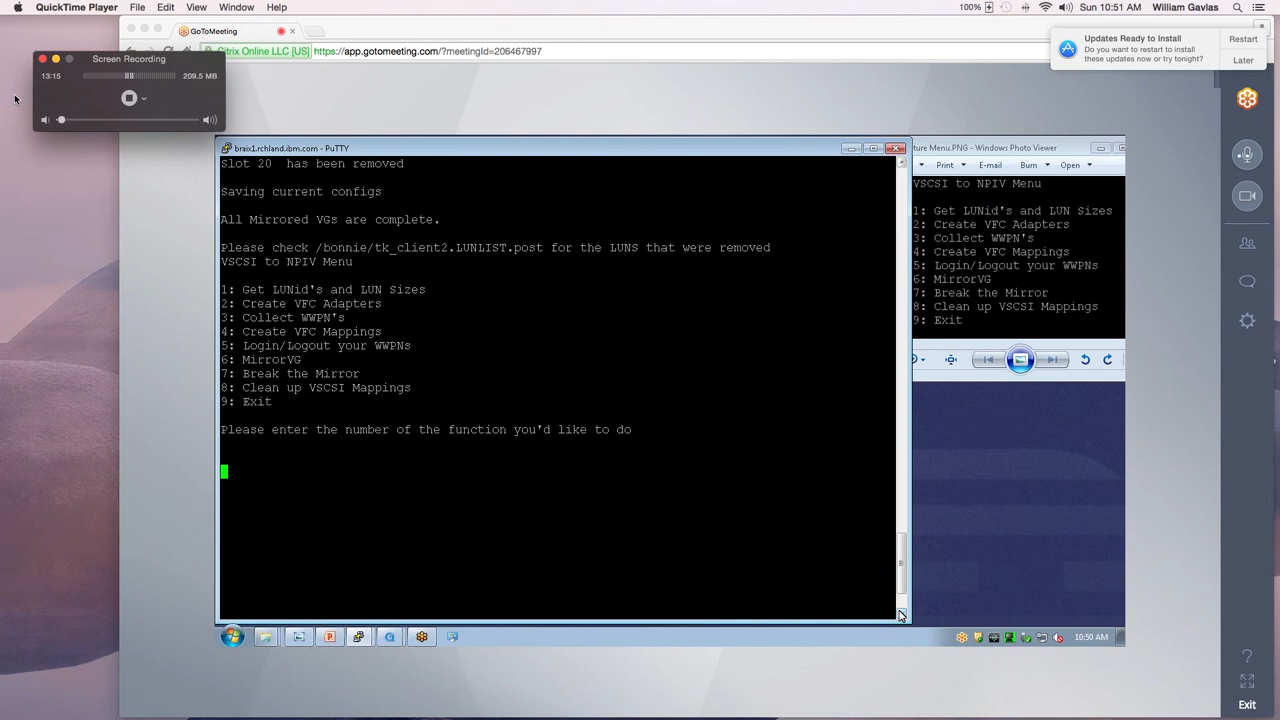 QuickTime Player File Edit View Window Help
100% Sun 10:51 AM William Gavlas
GoToMeeting
Citrix Online LLC [US] https://app.gotomeeting.com/?meetingId=206467997
Updates Ready to Install
Do you want to restart to install
these updates now or try tonight?
Restart
Later
Screen Recording
13:15 209.5 MB
braix1.rchland.ibm.com - PuTTY
Slot 20 has been removed
Saving current configs
All Mirrored VGs are complete.
Please check /bonnie/tk_client2.LUNLIST.post for the LUNS that were removed
VSCSI to NPIV Menu
1: Get LUNid's and LUN Sizes
2: Create VFC Adapters
3: Collect WWPN's
4: Create VFC Mappings
5: Login/Logout your WWPNs
6: MirrorVG
7: Break the Mirror
8: Clean up VSCSI Mappings
9: Exit
Please enter the number of the function you'd like to do
ture Menu.PNG - Windows Photo Viewer
Print E-mail Burn Open
VSCSI to NPIV Menu
1: Get LUNid's and LUN Sizes
2: Create VFC Adapters
3: Collect WWPN's
4: Create VFC Mappings
5: Login/Logout your WWPNs
6: MirrorVG
7: Break the Mirror
8: Clean up VSCSI Mappings
9: Exit
10:50 AM
Exit